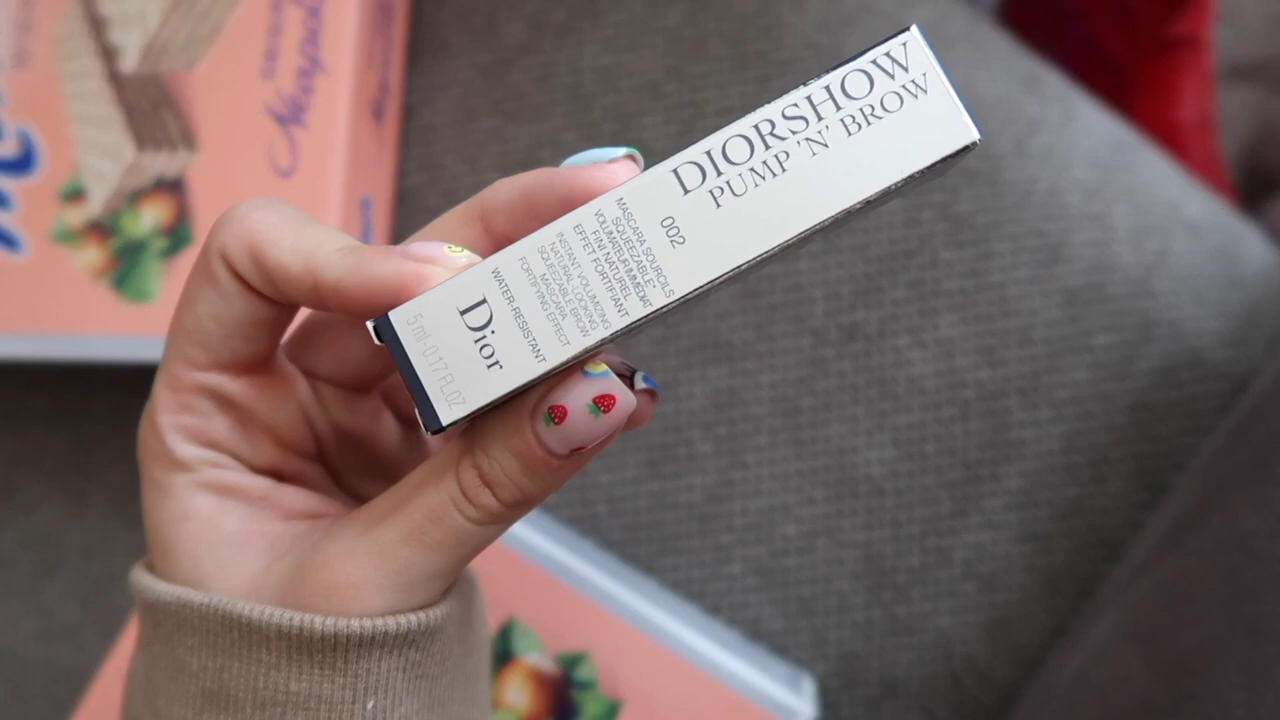 DIORSHOW
PUMP 'N' BROW
002
MASCARA SOURCILS
SQUEEZABLE*
VOLUMATEUR IMMÉDIAT
FINI NATUREL
EFFET FORTIFIANT
INSTANT VOLUMIZING
NATURAL-LOOKING
SQUEEZABLE BROW
MASCARA
FORTIFYING EFFECT
WATER-RESISTANT
Dior
5 ml-0.17 FL.OZ